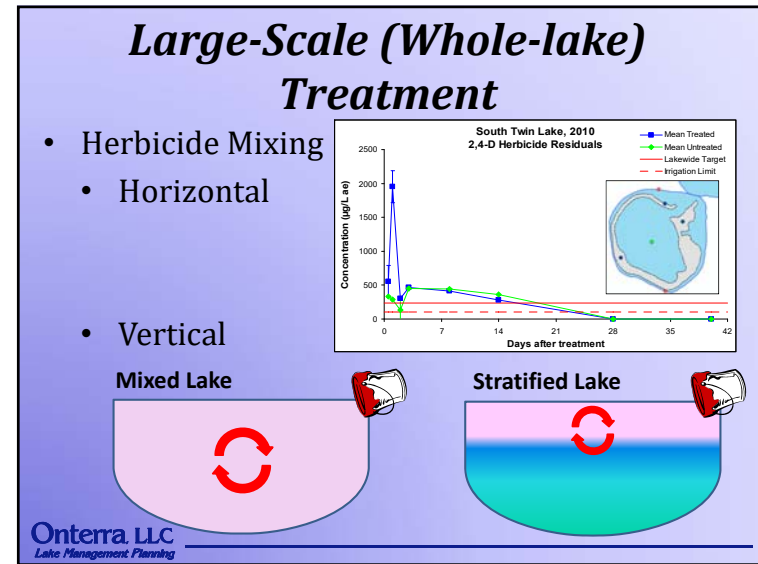 Large-Scale (Whole-lake)
Treatment
• Herbicide Mixing
• Horizontal
South Twin Lake, 2010
2,4-D Herbicide Residuals
Mean Treated
Mean Untreated
Lakewide Target
Irrigation Limit
Concentration (µg/L ae)
2500
2000
1500
1000
500
0
0 7 14 21 28 35 42
Days after treatment
• Vertical
Mixed Lake
Stratified Lake
Onterra LLC
Lake Management Planning